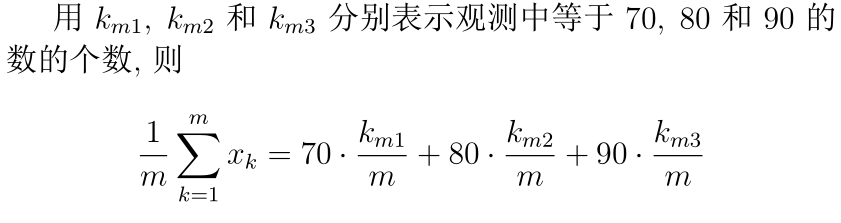 用 $k_{m1}$, $k_{m2}$ 和 $k_{m3}$ 分别表示观测中等于 70, 80 和 90 的
数的个数, 则
$\frac{1}{m}\sum_{k=1}^{m} x_k = 70 \cdot \frac{k_{m1}}{m} + 80 \cdot \frac{k_{m2}}{m} + 90 \cdot \frac{k_{m3}}{m}$